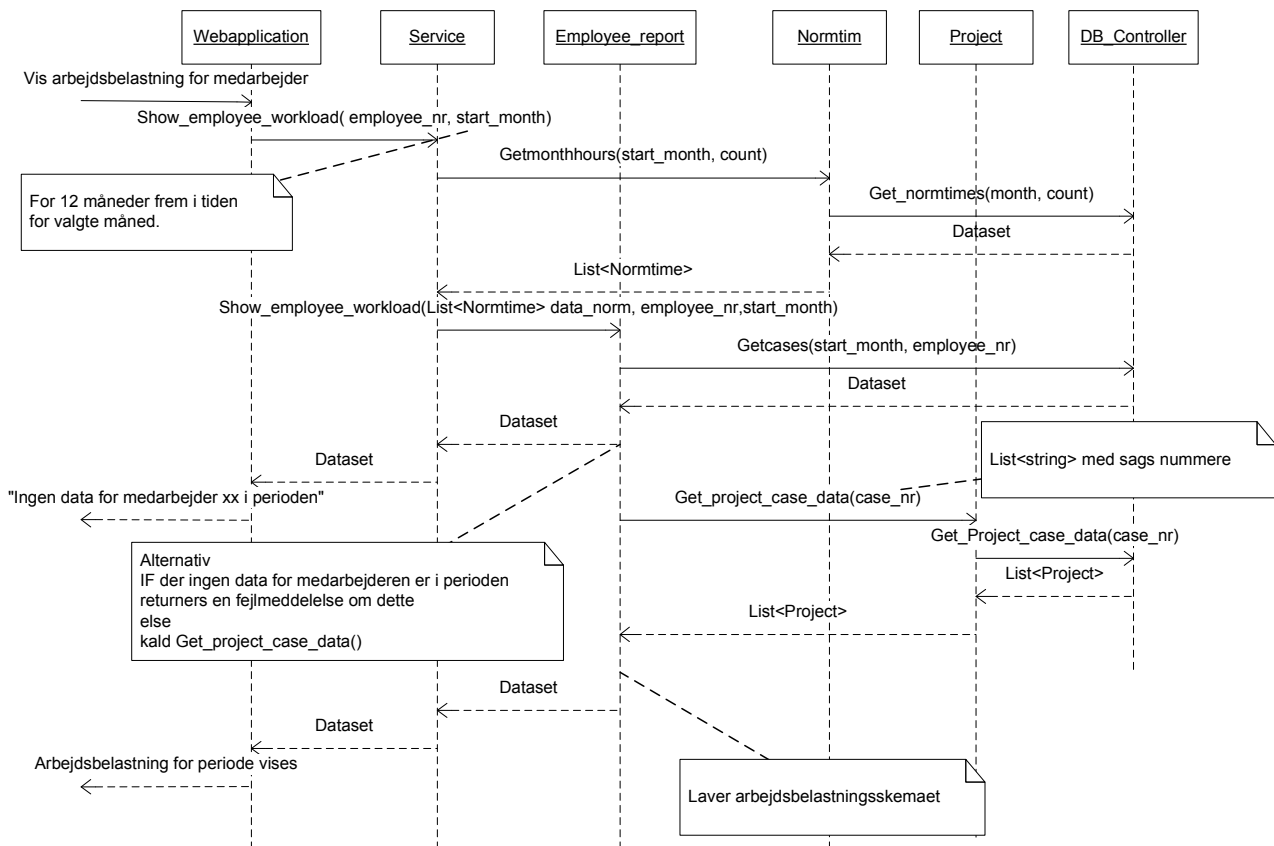 Webapplication
Service
Employee_report
Normtim
Project
DB_Controller
Vis arbejdsbelastning for medarbejder
Show_employee_workload( employee_nr, start_month)
Getmonthhours(start_month, count)
For 12 måneder frem i tiden
for valgte måned.
Get_normtimes(month, count)
Dataset
List<Normtime>
Show_employee_workload(List<Normtime> data_norm, employee_nr,start_month)
Getcases(start_month, employee_nr)
Dataset
Dataset
List<string> med sags nummere
Dataset
"Ingen data for medarbejder xx i perioden"
Get_project_case_data(case_nr)
Get_Project_case_data(case_nr)
Alternativ
IF der ingen data for medarbejderen er i perioden
returners en fejlmeddelelse om dette
else
kald Get_project_case_data()
List<Project>
List<Project>
Dataset
Dataset
Arbejdsbelastning for periode vises
Laver arbejdsbelastningsskemaet